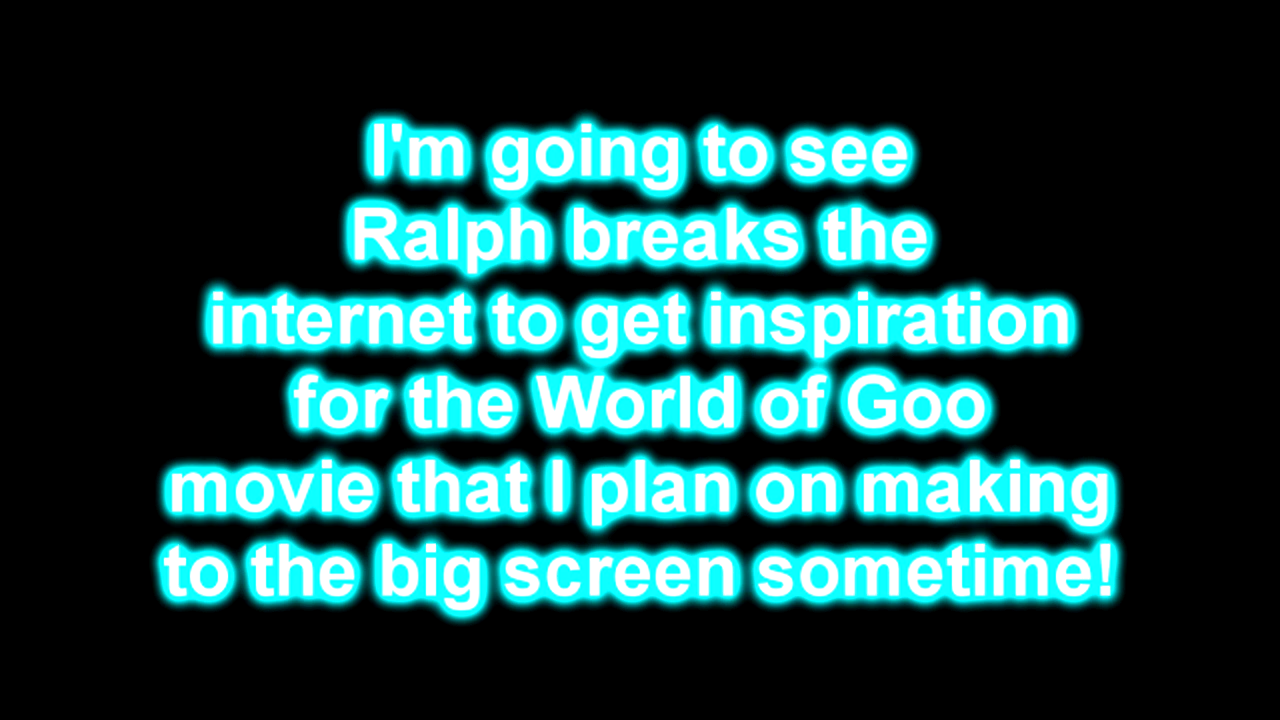 I'm going to see
Ralph breaks the
internet to get inspiration
for the World of Goo
movie that I plan on making
to the big screen sometime!